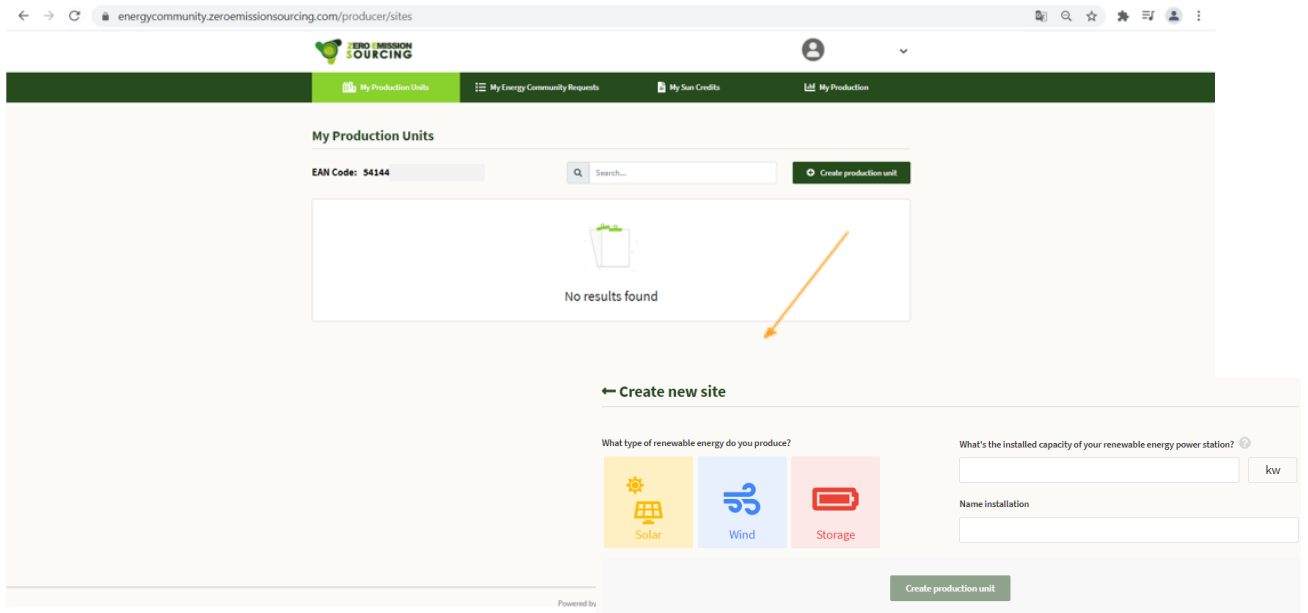 energycommunity.zeroemissionsourcing.com/producer/sites
ZERO EMISSION
SOURCING
My Production Units
My Energy Community Requests
My Sun Credits
My Production
My Production Units
EAN Code: 54144
Search...
Create production unit
No results found
Create new site
What type of renewable energy do you produce?
What's the installed capacity of your renewable energy power station? ?
kw
Name installation
Solar
Wind
Storage
Create production unit
Powered by